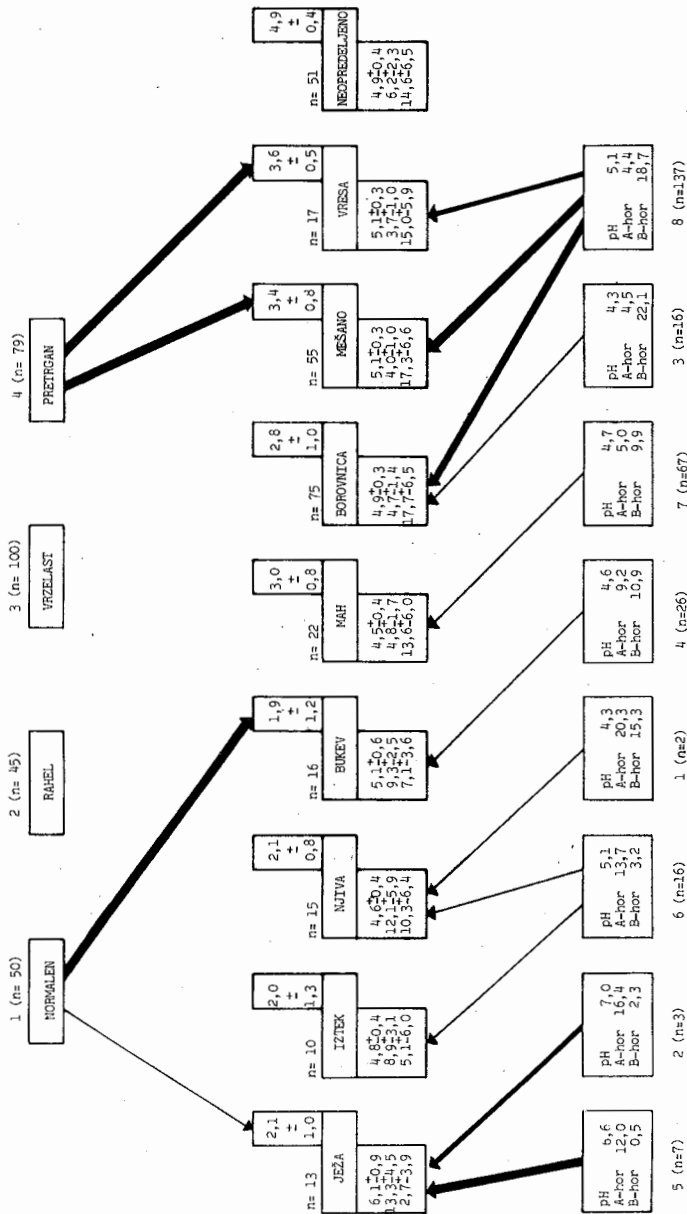 1 (n= 50)
NORMALEN
2 (n= 45)
RAHEL
3 (n= 100)
VRZELAST
4 (n= 79)
PRETRGAN
2,1
±
1,0
n= 13
JEŽA
6,1±0,9
13,3±4,5
2,7±3,9
2,0
±
1,3
n= 10
IZTEK
4,8±0,4
8,9±3,1
5,1±6,0
2,1
±
0,8
n= 15
NJIVA
4,6±0,4
12,1±5,9
10,3±6,4
1,9
±
1,2
n= 16
BUKEV
5,1±0,6
9,3±2,5
7,1±3,6
3,0
±
0,8
n= 22
MAH
4,5±0,4
4,8±1,7
13,6±6,0
2,8
±
1,0
n= 75
BOROVNICA
4,9±0,3
4,7±1,4
17,7±6,5
3,4
±
0,8
n= 55
MEŠANO
5,1±0,3
4,0±1,0
17,3±6,6
3,6
±
0,5
n= 17
VRESA
5,1±0,3
3,7±1,0
15,0±5,9
4,9
±
0,4
n= 51
NEOPREDELJENO
4,9±0,4
6,2±2,3
14,6±6,5
pH 6,6
A-hor 12,0
B-hor 0,5
5 (n=7)
pH 7,0
A-hor 16,4
B-hor 2,3
2 (n=3)
pH 5,1
A-hor 13,7
B-hor 3,2
6 (n=16)
pH 4,3
A-hor 20,3
B-hor 15,3
1 (n=2)
pH 4,6
A-hor 9,2
B-hor 10,9
4 (n=26)
pH 4,7
A-hor 5,0
B-hor 9,9
7 (n=67)
pH 4,3
A-hor 4,5
B-hor 22,1
3 (n=16)
pH 5,1
A-hor 4,4
B-hor 18,7
8 (n=137)